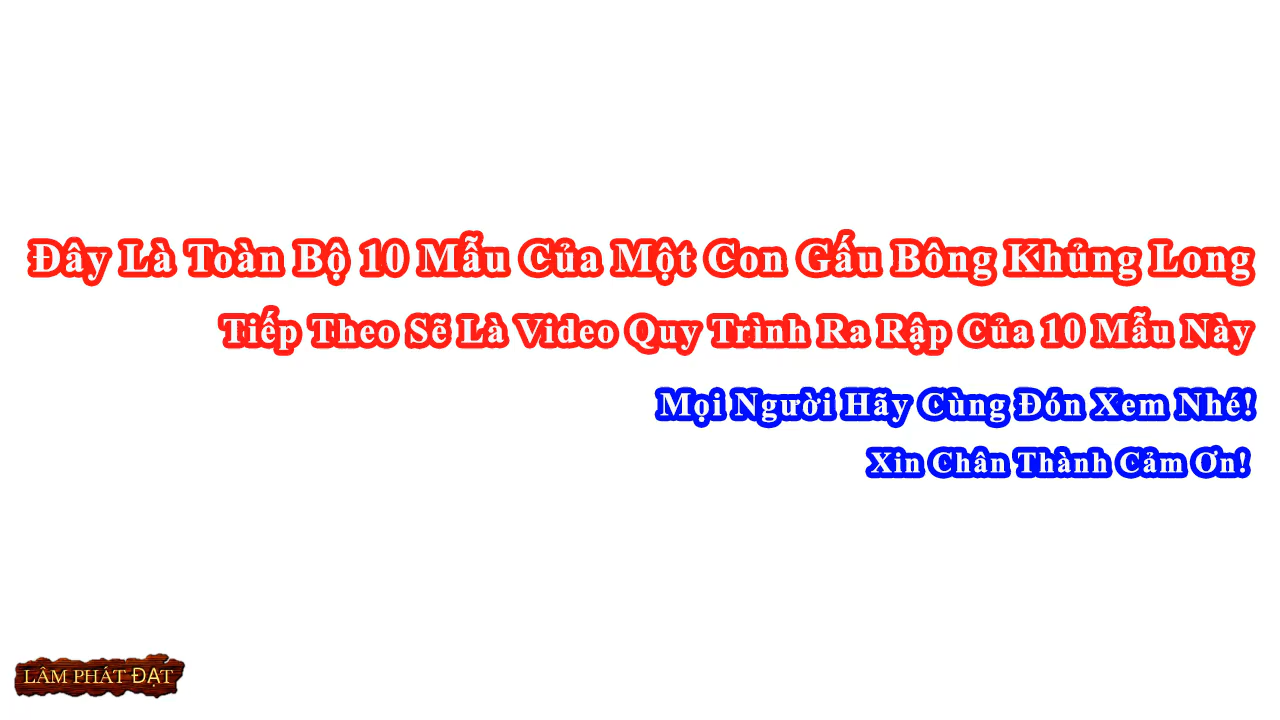 Đây Là Toàn Bộ 10 Mẫu Của Một Con Gấu Bông Khủng Long
Tiếp Theo Sẽ Là Video Quy Trình Ra Rập Của 10 Mẫu Này
Mọi Người Hãy Cùng Đón Xem Nhé!
Xin Chân Thành Cảm Ơn!
LÂM PHÁT ĐẠT